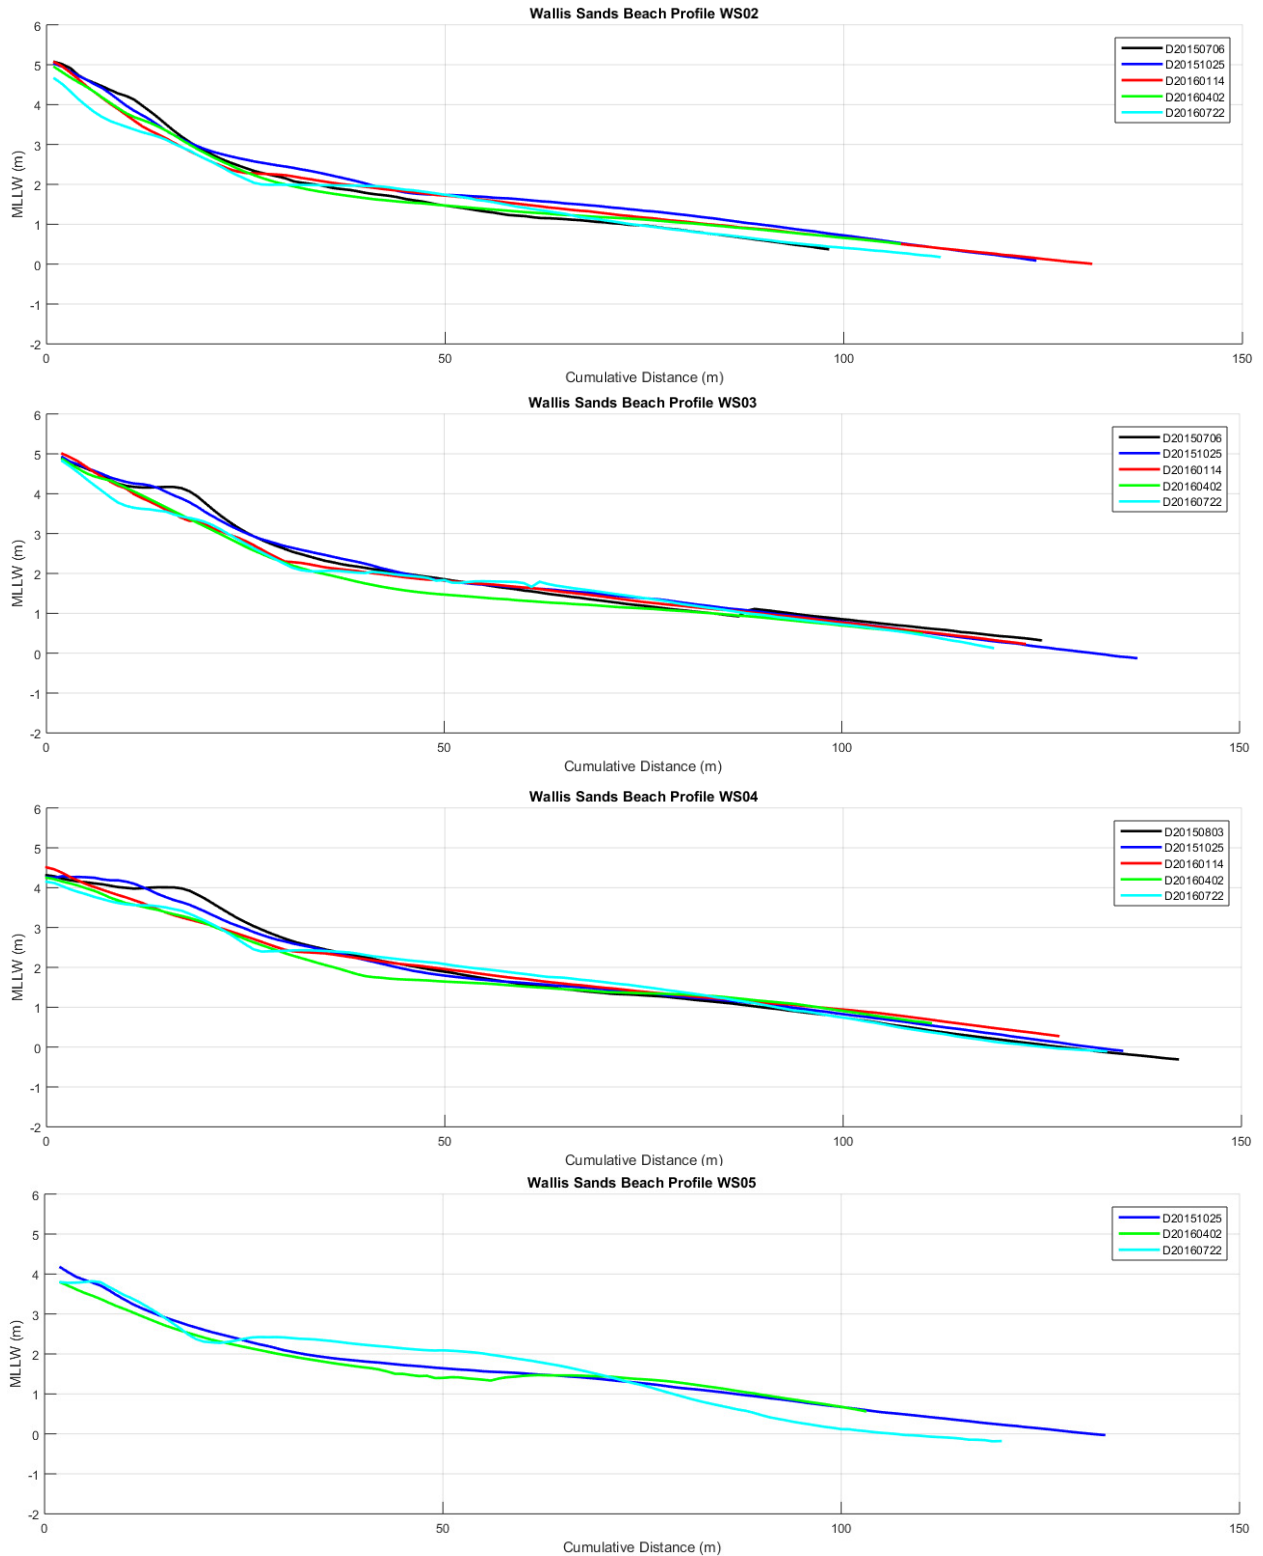 Wallis Sands Beach Profile WS02
6
5
4
3
2
1
0
-1
-2
MLLW (m)
D20150706
D20151025
D20160114
D20160402
D20160722
0 50 100 150
Cumulative Distance (m)
Wallis Sands Beach Profile WS03
6
5
4
3
2
1
0
-1
-2
MLLW (m)
D20150706
D20151025
D20160114
D20160402
D20160722
0 50 100 150
Cumulative Distance (m)
Wallis Sands Beach Profile WS04
6
5
4
3
2
1
0
-1
-2
MLLW (m)
D20150803
D20151025
D20160114
D20160402
D20160722
0 50 100 150
Cumulative Distance (m)
Wallis Sands Beach Profile WS05
6
5
4
3
2
1
0
-1
-2
MLLW (m)
D20151025
D20160402
D20160722
0 50 100 150
Cumulative Distance (m)